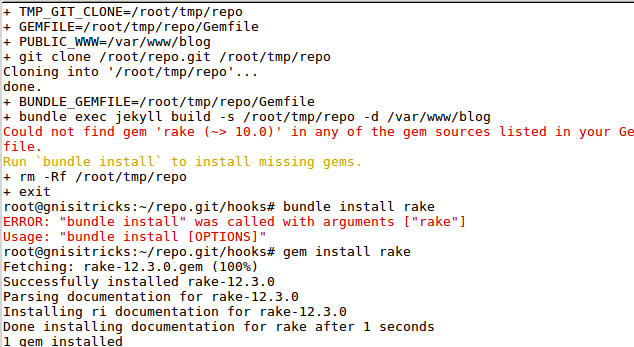 + TMP_GIT_CLONE=/root/tmp/repo
+ GEMFILE=/root/tmp/repo/Gemfile
+ PUBLIC_WWW=/var/www/blog
+ git clone /root/repo.git /root/tmp/repo
Cloning into '/root/tmp/repo'...
done.
+ BUNDLE_GEMFILE=/root/tmp/repo/Gemfile
+ bundle exec jekyll build -s /root/tmp/repo -d /var/www/blog
Could not find gem 'rake (~> 10.0)' in any of the gem sources listed in your Ge
file.
Run `bundle install` to install missing gems.
+ rm -Rf /root/tmp/repo
+ exit
root@gnisitricks:~/repo.git/hooks# bundle install rake
ERROR: "bundle install" was called with arguments ["rake"]
Usage: "bundle install [OPTIONS]"
root@gnisitricks:~/repo.git/hooks# gem install rake
Fetching: rake-12.3.0.gem (100%)
Successfully installed rake-12.3.0
Parsing documentation for rake-12.3.0
Installing ri documentation for rake-12.3.0
Done installing documentation for rake after 1 seconds
1 gem installed